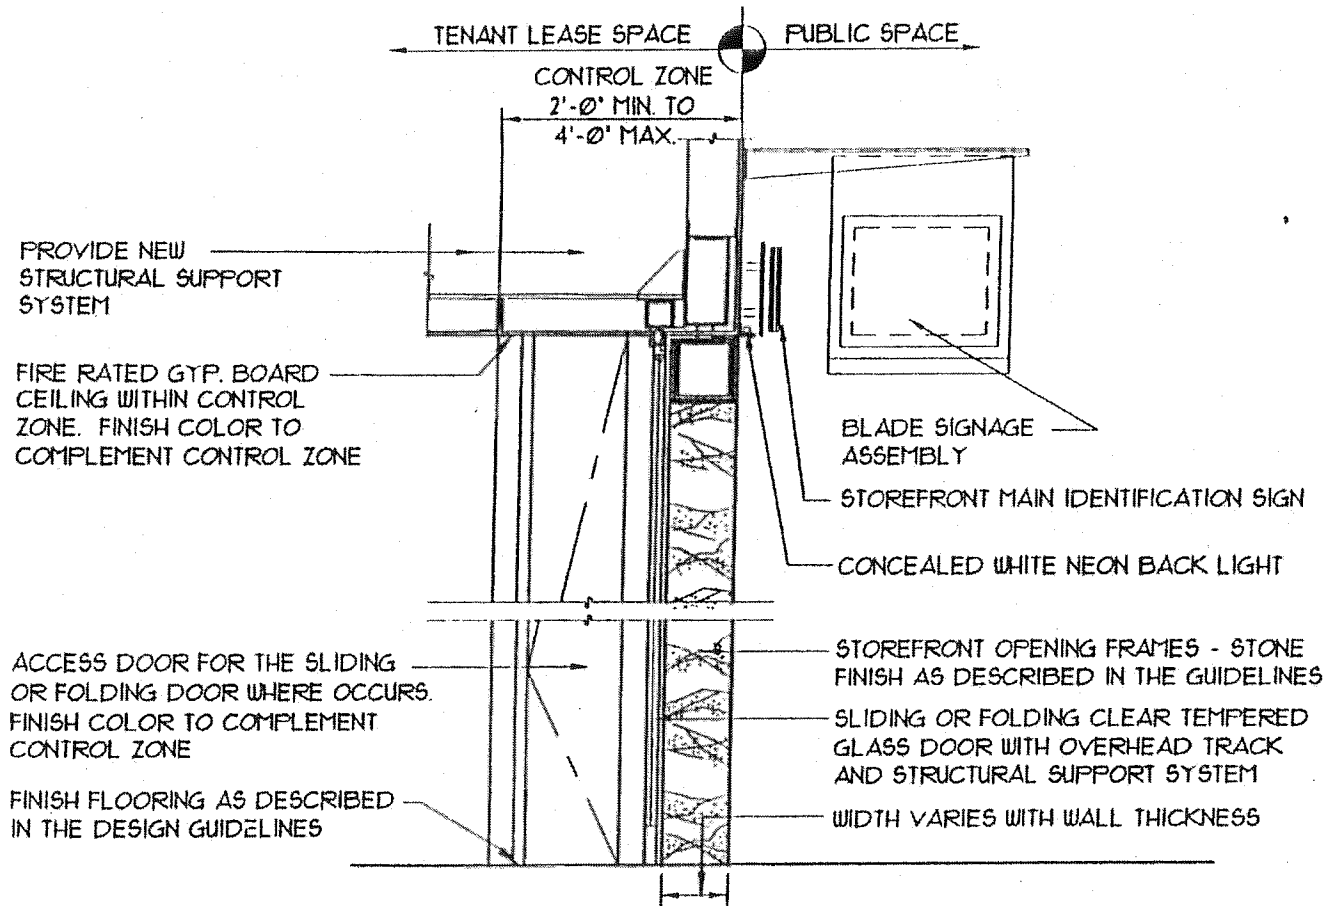 TENANT LEASE SPACE
PUBLIC SPACE
CONTROL ZONE
2'-0" MIN. TO
4'-0" MAX.
PROVIDE NEW
STRUCTURAL SUPPORT
SYSTEM
FIRE RATED GYP. BOARD
CEILING WITHIN CONTROL
ZONE. FINISH COLOR TO
COMPLEMENT CONTROL ZONE
BLADE SIGNAGE
ASSEMBLY
STOREFRONT MAIN IDENTIFICATION SIGN
CONCEALED WHITE NEON BACK LIGHT
ACCESS DOOR FOR THE SLIDING
OR FOLDING DOOR WHERE OCCURS.
FINISH COLOR TO COMPLEMENT
CONTROL ZONE
STOREFRONT OPENING FRAMES - STONE
FINISH AS DESCRIBED IN THE GUIDELINES
SLIDING OR FOLDING CLEAR TEMPERED
GLASS DOOR WITH OVERHEAD TRACK
AND STRUCTURAL SUPPORT SYSTEM
FINISH FLOORING AS DESCRIBED
IN THE DESIGN GUIDELINES
WIDTH VARIES WITH WALL THICKNESS